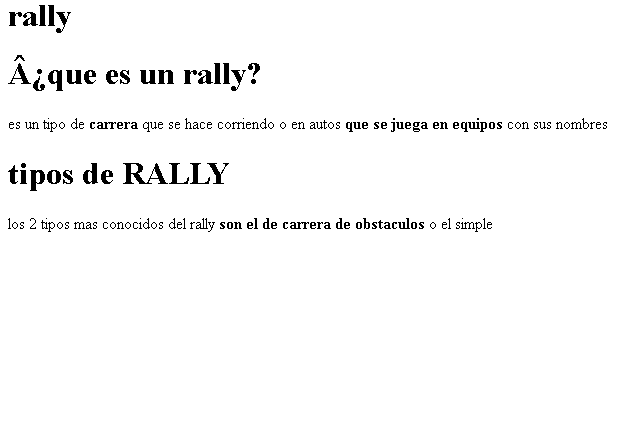 rally
Â¿que es un rally?
es un tipo de carrera que se hace corriendo o en autos que se juega en equipos con sus nombres
tipos de RALLY
los 2 tipos mas conocidos del rally son el de carrera de obstaculos o el simple